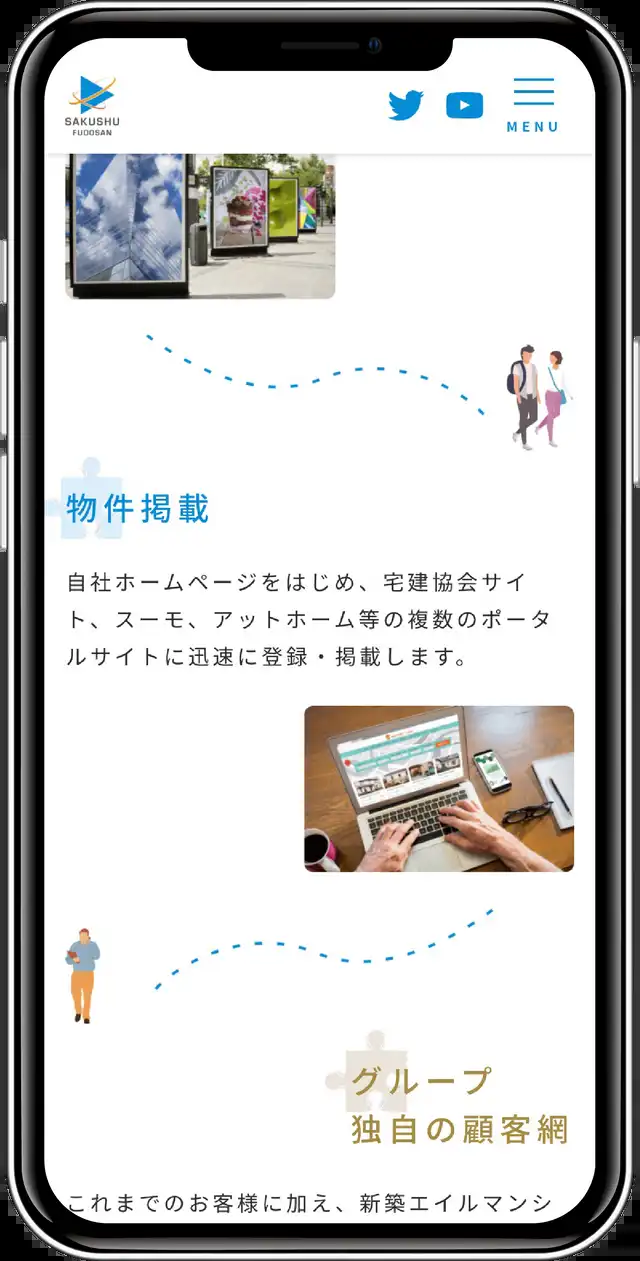 SAKUSHU
FUDOSAN
MENU
物件掲載
自社ホームページをはじめ、宅建協会サイ
ト、スーモ、アットホーム等の複数のポータ
ルサイトに迅速に登録・掲載します。
グループ
独自の顧客網
これまでのお客様に加え、新築エイルマンシ